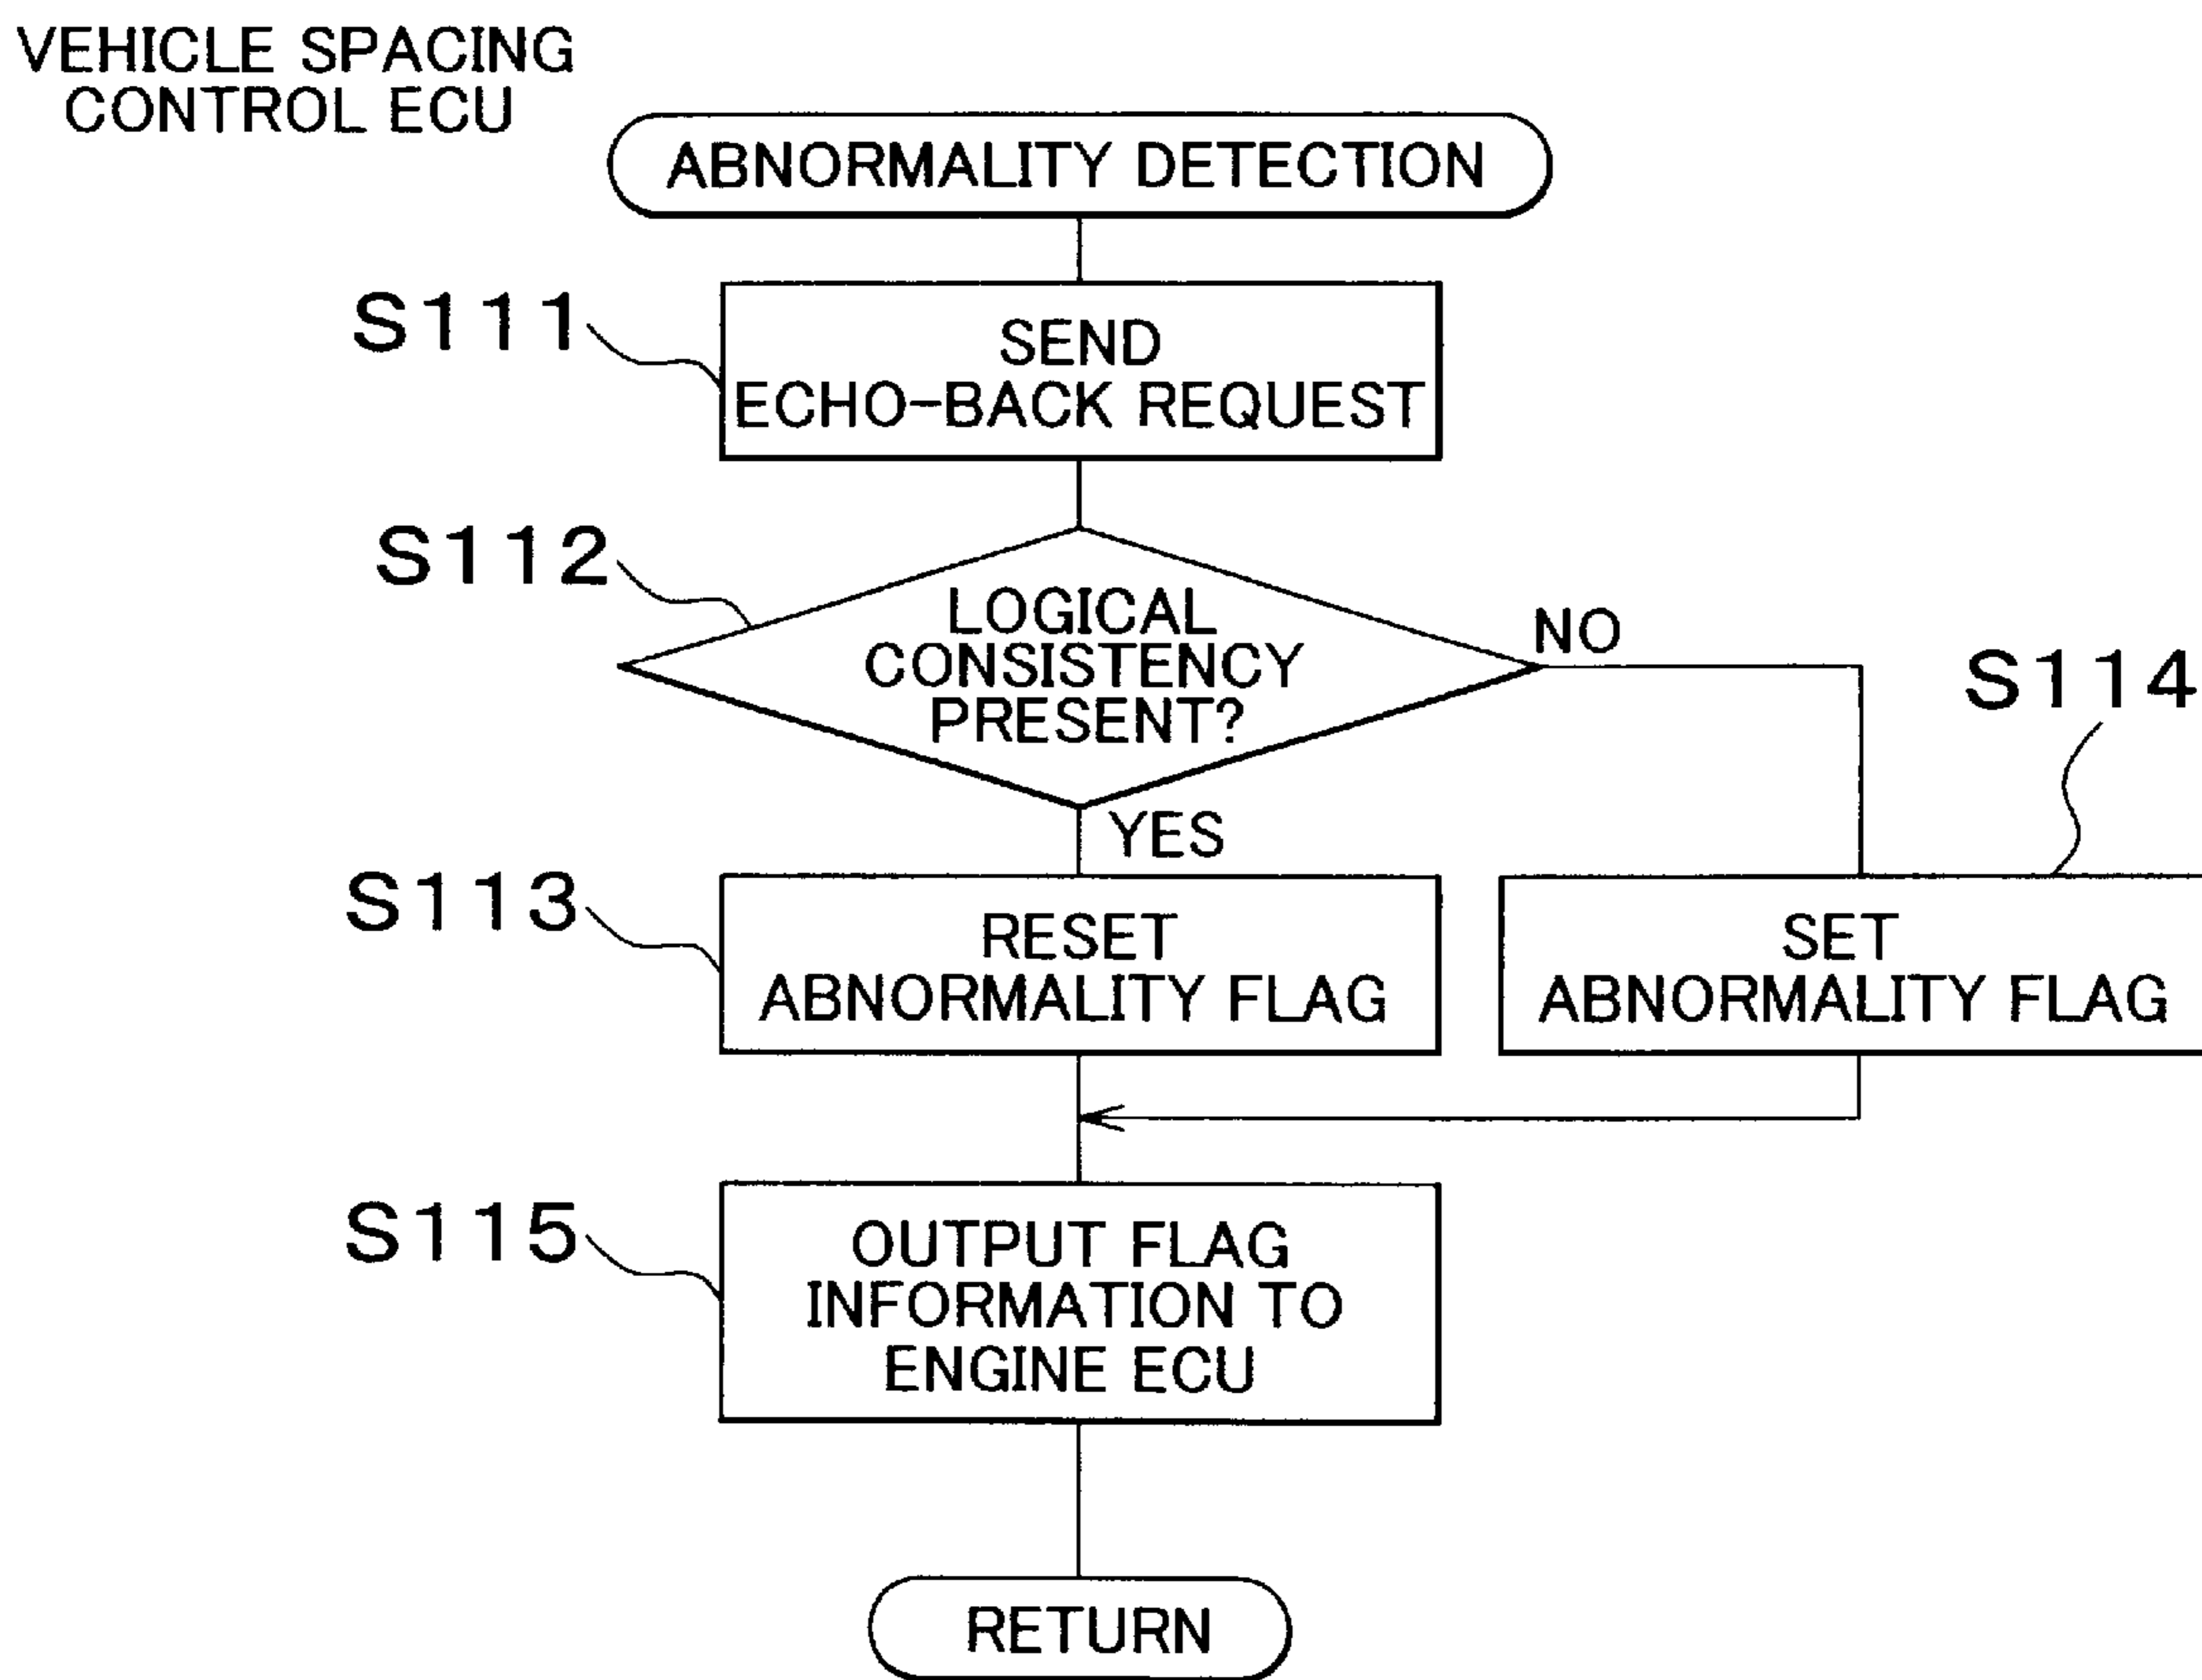 VEHICLE SPACING
CONTROL ECU
ABNORMALITY DETECTION
S111
SEND
ECHO-BACK REQUEST
S112
LOGICAL
CONSISTENCY
PRESENT?
NO
YES
S113
RESET
ABNORMALITY FLAG
S114
SET
ABNORMALITY FLAG
S115
OUTPUT FLAG
INFORMATION TO
ENGINE ECU
RETURN